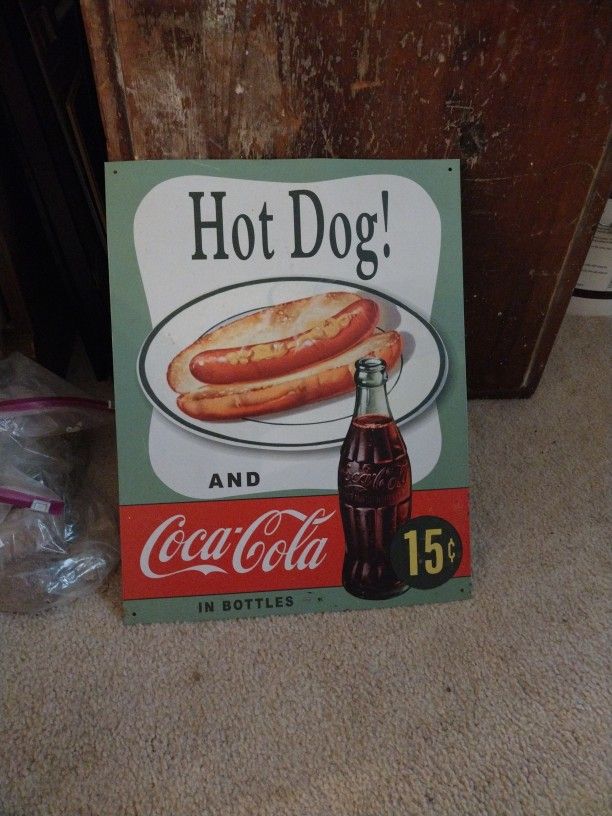 Hot Dog!
AND
Coca-Cola
15¢
IN BOTTLES